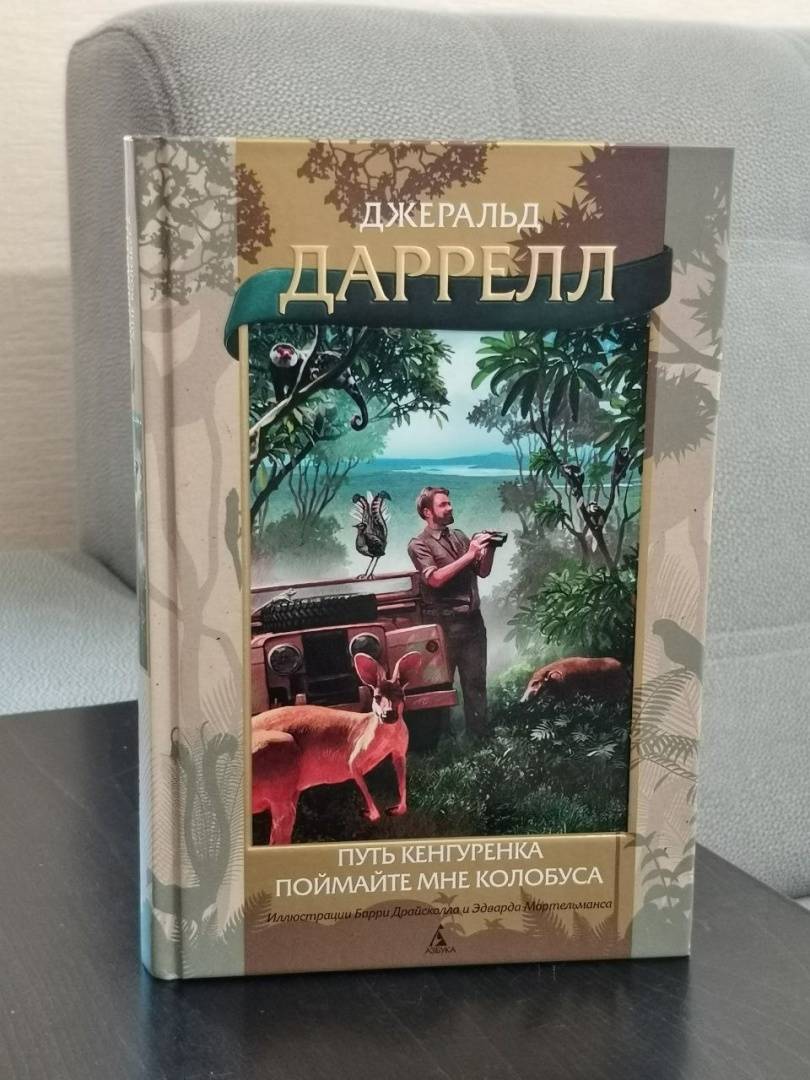 ДЖЕРАЛЬД
ДАРРЕЛЛ
ПУТЬ КЕНГУРЕНКА
ПОЙМАЙТЕ МНЕ КОЛОБУСА
Иллюстрации Барри Драйсколла и Эдварда Мортельманса
АЗБУКА